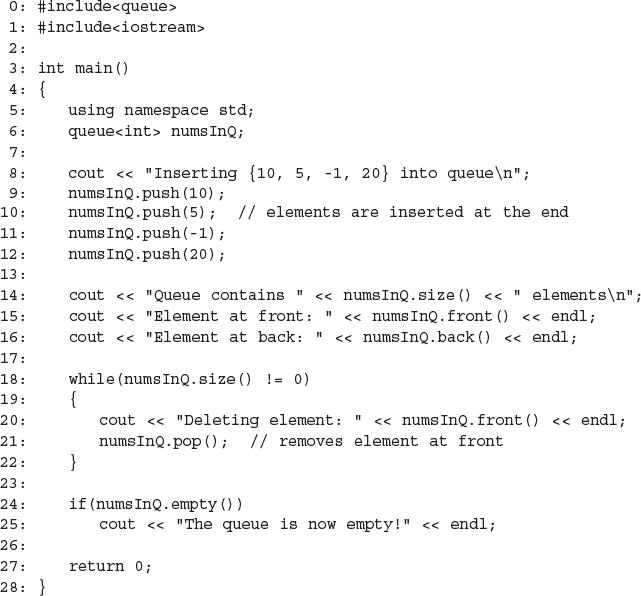 0: #include<queue>
1: #include<iostream>
2:
3: int main()
4: {
5:    using namespace std;
6:    queue<int> numsInQ;
7:
8:    cout << "Inserting {10, 5, -1, 20} into queue\n";
9:    numsInQ.push(10);
10:    numsInQ.push(5);  // elements are inserted at the end
11:    numsInQ.push(-1);
12:    numsInQ.push(20);
13:
14:    cout << "Queue contains " << numsInQ.size() << " elements\n";
15:    cout << "Element at front: " << numsInQ.front() << endl;
16:    cout << "Element at back: " << numsInQ.back() << endl;
17:
18:    while(numsInQ.size() != 0)
19:    {
20:       cout << "Deleting element: " << numsInQ.front() << endl;
21:       numsInQ.pop();  // removes element at front
22:    }
23:
24:    if(numsInQ.empty())
25:       cout << "The queue is now empty!" << endl;
26:
27:    return 0;
28: }